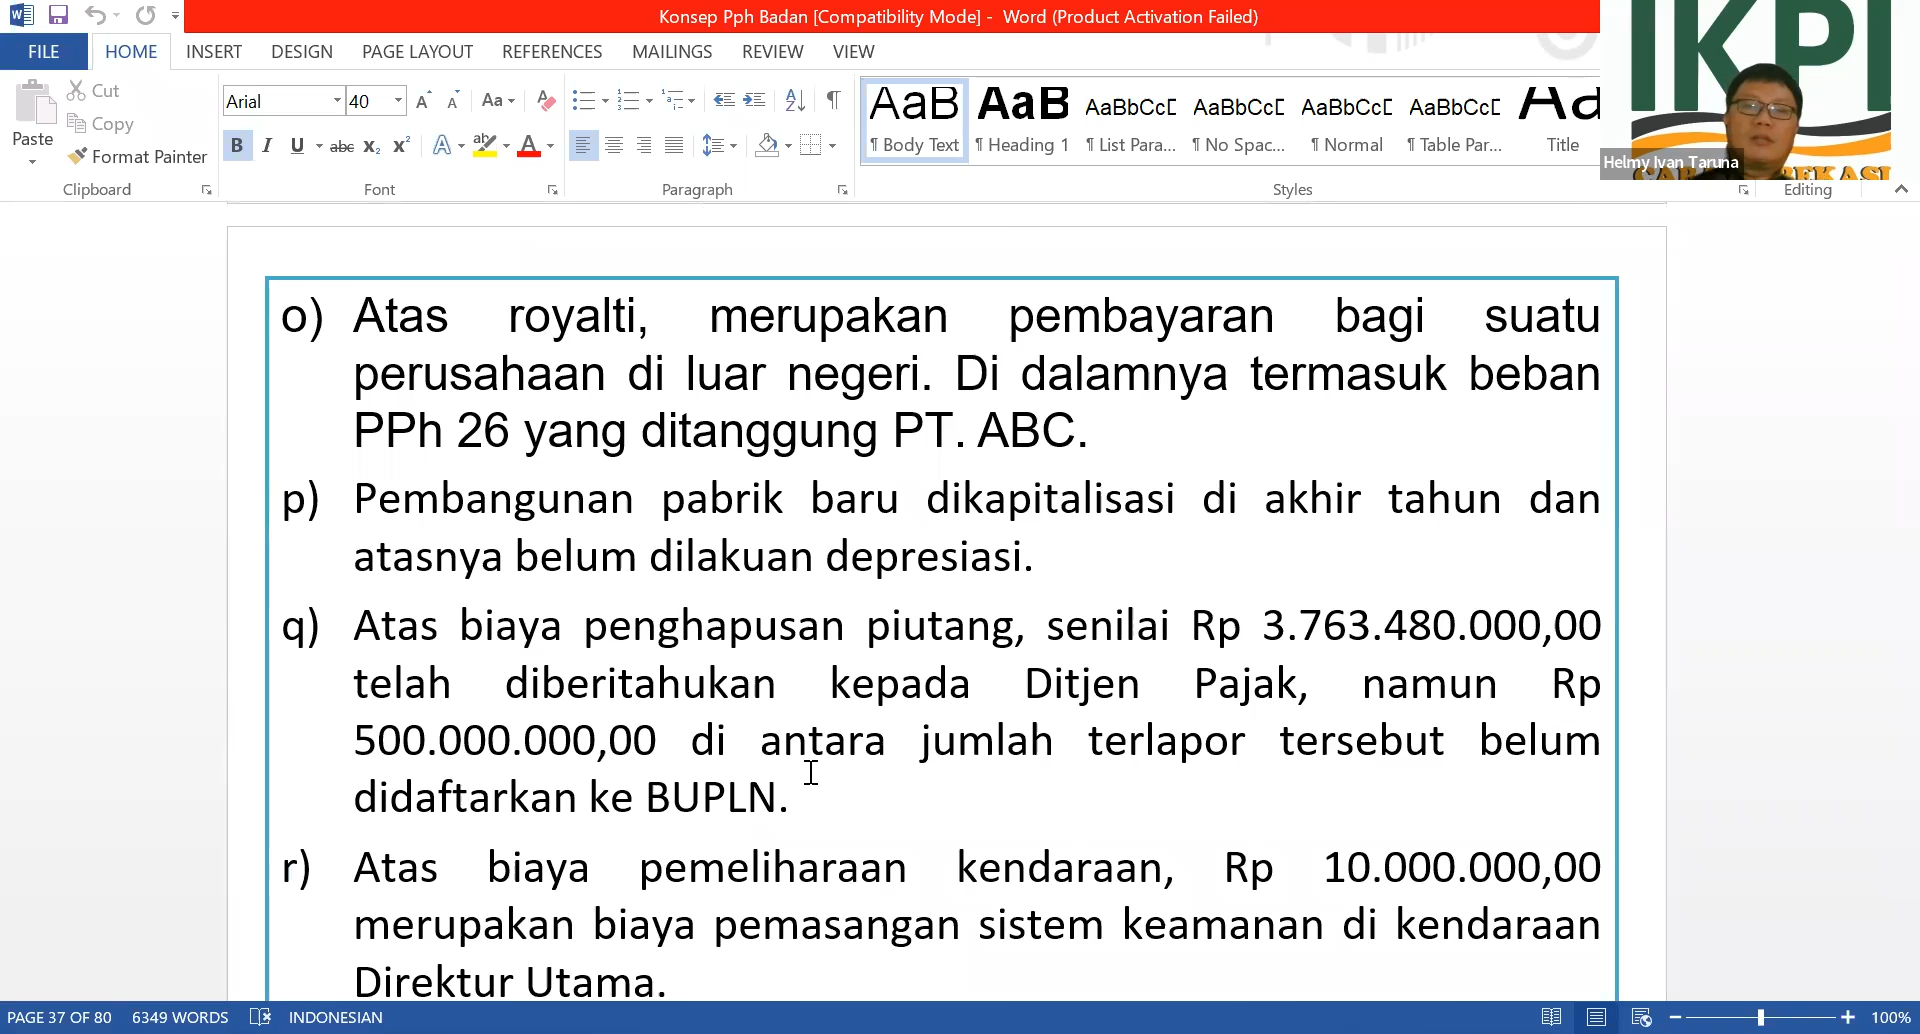 Konsep Pph Badan [Compatibility Mode] - Word (Product Activation Failed)
IKPI
FILE HOME INSERT DESIGN PAGE LAYOUT REFERENCES MAILINGS REVIEW VIEW
Paste
Cut
Copy
Format Painter
Clipboard
Arial 40
Font
Paragraph
AaB AaB AaBbCcD AaBbCcD AaBbCcD AaBbCcD
¶ Body Text ¶ Heading 1 ¶ List Para... ¶ No Spac... ¶ Normal ¶ Table Par... Title
Styles
Helmy Ivan Taruna
Editing
o) Atas royalti, merupakan pembayaran bagi suatu
perusahaan di luar negeri. Di dalamnya termasuk beban
PPh 26 yang ditanggung PT. ABC.
p) Pembangunan pabrik baru dikapitalisasi di akhir tahun dan
atasnya belum dilakuan depresiasi.
q) Atas biaya penghapusan piutang, senilai Rp 3.763.480.000,00
telah diberitahukan kepada Ditjen Pajak, namun Rp
500.000.000,00 di antara jumlah terlapor tersebut belum
didaftarkan ke BUPLN.
r) Atas biaya pemeliharaan kendaraan, Rp 10.000.000,00
merupakan biaya pemasangan sistem keamanan di kendaraan
Direktur Utama.
PAGE 37 OF 80 6349 WORDS INDONESIAN 100%